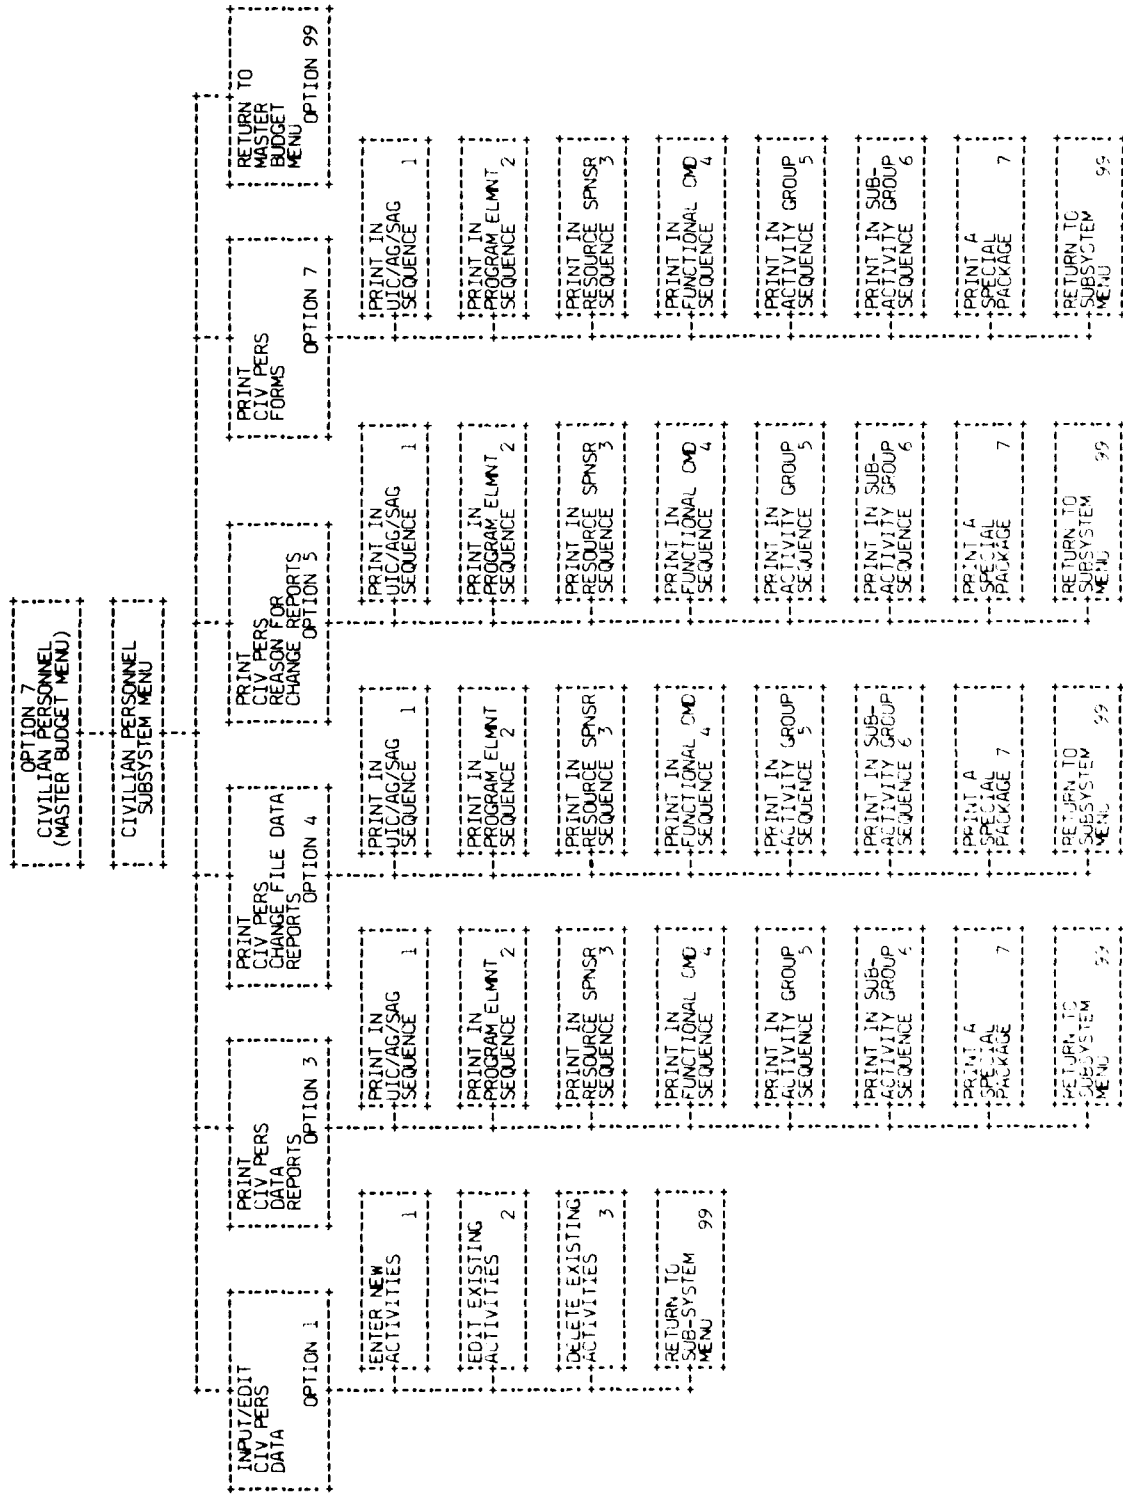 OPTION 7
CIVILIAN PERSONNEL
(MASTER BUDGET MENU)
CIVILIAN PERSONNEL
SUBSYSTEM MENU
INPUT/EDIT
CIV PERS
DATA
OPTION 1
PRINT
CIV PERS
DATA
REPORTS
OPTION 3
PRINT
CIV PERS
CHANGE FILE DATA
REPORTS
OPTION 4
PRINT
CIV PERS
REASON FOR
CHANGE REPORTS
OPTION 5
PRINT
CIV PERS
FORMS
OPTION 7
RETURN TO
MASTER
BUDGET
MENU
OPTION 99
ENTER NEW
ACTIVITIES
1
EDIT EXISTING
ACTIVITIES
2
DELETE EXISTING
ACTIVITIES
3
RETURN TO
SUB-SYSTEM
MENU 99
PRINT IN
UIC/AG/SAG
SEQUENCE 1
PRINT IN
PROGRAM ELMNT
SEQUENCE 2
PRINT IN
RESOURCE SPNSR
SEQUENCE 3
PRINT IN
FUNCTIONAL CMD
SEQUENCE 4
PRINT IN
ACTIVITY GROUP
SEQUENCE 5
PRINT IN SUB-
ACTIVITY GROUP
SEQUENCE 6
PRINT A
SPECIAL
PACKAGE 7
RETURN TO
SUBSYSTEM
MENU 99
PRINT IN
UIC/AG/SAG
SEQUENCE 1
PRINT IN
PROGRAM ELMNT
SEQUENCE 2
PRINT IN
RESOURCE SPNSR
SEQUENCE 3
PRINT IN
FUNCTIONAL CMD
SEQUENCE 4
PRINT IN
ACTIVITY GROUP
SEQUENCE 5
PRINT IN SUB-
ACTIVITY GROUP
SEQUENCE 6
PRINT A
SPECIAL
PACKAGE 7
RETURN TO
SUBSYSTEM
MENU 99
PRINT IN
UIC/AG/SAG
SEQUENCE 1
PRINT IN
PROGRAM ELMNT
SEQUENCE 2
PRINT IN
RESOURCE SPNSR
SEQUENCE 3
PRINT IN
FUNCTIONAL CMD
SEQUENCE 4
PRINT IN
ACTIVITY GROUP
SEQUENCE 5
PRINT IN SUB-
ACTIVITY GROUP
SEQUENCE 6
PRINT A
SPECIAL
PACKAGE 7
RETURN TO
SUBSYSTEM
MENU 99
PRINT IN
UIC/AG/SAG
SEQUENCE 1
PRINT IN
PROGRAM ELMNT
SEQUENCE 2
PRINT IN
RESOURCE SPNSR
SEQUENCE 3
PRINT IN
FUNCTIONAL CMD
SEQUENCE 4
PRINT IN
ACTIVITY GROUP
SEQUENCE 5
PRINT IN SUB-
ACTIVITY GROUP
SEQUENCE 6
PRINT A
SPECIAL
PACKAGE 7
RETURN TO
SUBSYSTEM
MENU 99